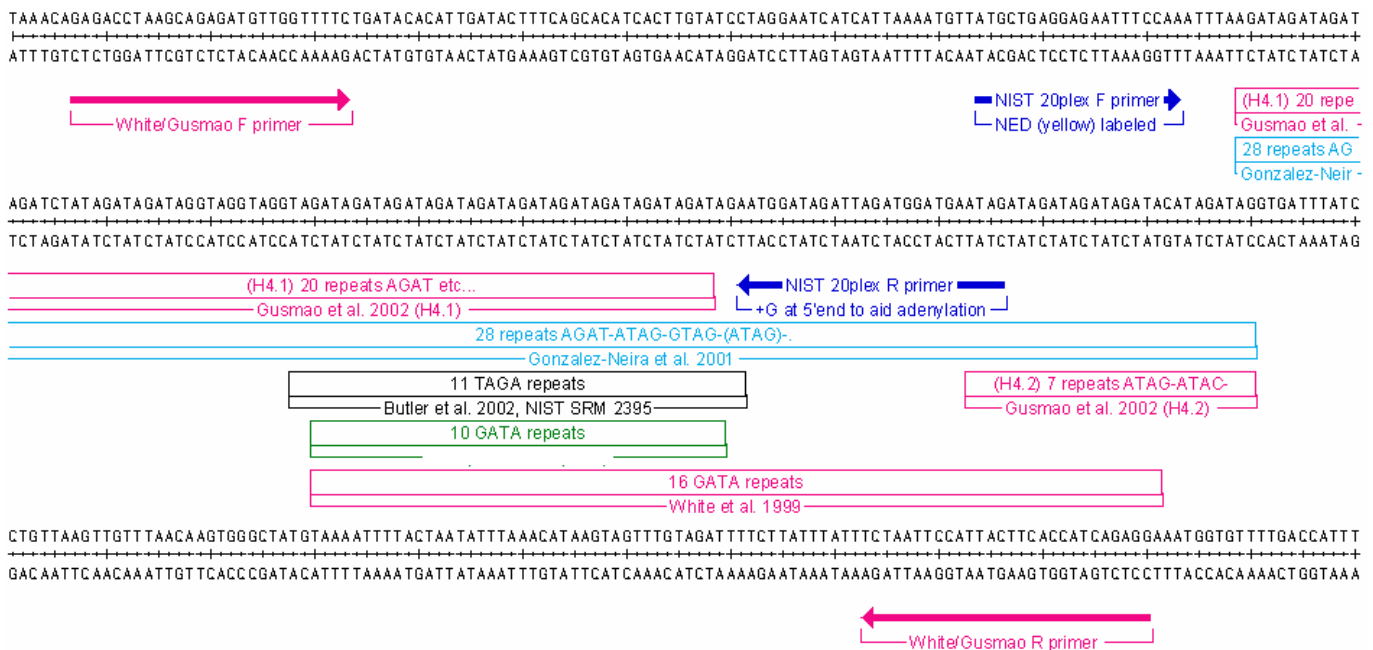 TAAACAGAGACCTAAGCAGAGATGTTGGTTTTCTGATACACATTGATACTTTCAGCACATCACTTGTATCCTAGGAATCATCATTAAAATGTTATGCTGAGGAGAATTTCCAAATTTAAGATAGATAGAT
ATTTGTCTCTGGATTCGTCTCTACAACCAAAAGACTATGTGTAACTATGAAAGTCGTGTAGTGAACATAGGATCCTTAGTAGTAATTTTACAATACGACTCCTCTTAAAGGTTTAAATTCTATCTATCTA
NIST 20plex F primer
(H4.1) 20 repe
White/Gusmao F primer
NED (yellow) labeled
Gusmao et al.
28 repeats AG
Gonzalez-Neir
AGATCTATAGATAGATAGGTAGGTAGGTAGATAGATAGATAGATAGATAGATAGATAGATAGATAGATAGAATGGATAGATTAGATGGATGAATAGATAGATAGATAGATACATAGATAGGTGATTTATC
TCTAGATATCTATCTATCCATCCATCCATCTATCTATCTATCTATCTATCTATCTATCTATCTATCTATCTTACCTATCTAATCTACCTACTTATCTATCTATCTATCTATGTATCTATCCACTAAATAG
(H4.1) 20 repeats AGAT etc...
NIST 20plex R primer
Gusmao et al. 2002 (H4.1)
+G at 5'end to aid adenylation
28 repeats AGAT-ATAG-GTAG-(ATAG)-.
Gonzalez-Neira et al. 2001
11 TAGA repeats
(H4.2) 7 repeats ATAG-ATAC-
Butler et al. 2002, NIST SRM 2395
Gusmao et al. 2002 (H4.2)
10 GATA repeats
16 GATA repeats
White et al. 1999
CTGTTAAGTTGTTTAACAAGTGGGCTATGTAAAATTTTACTAATATTTAAACATAAGTAGTTTGTAGATTTTCTTATTTATTTCTAATTCCATTACTTCACCATCAGAGGAAATGGTGTTTTGACCATTT
GACAATTCAACAAATTGTTCACCCGATACATTTTAAAATGATTATAAATTTGTATTCATCAAACATCTAAAAGAATAAATAAAGATTAAGGTAATGAAGTGGTAGTCTCCTTTACCACAAAACTGGTAAA
White/Gusmao R primer